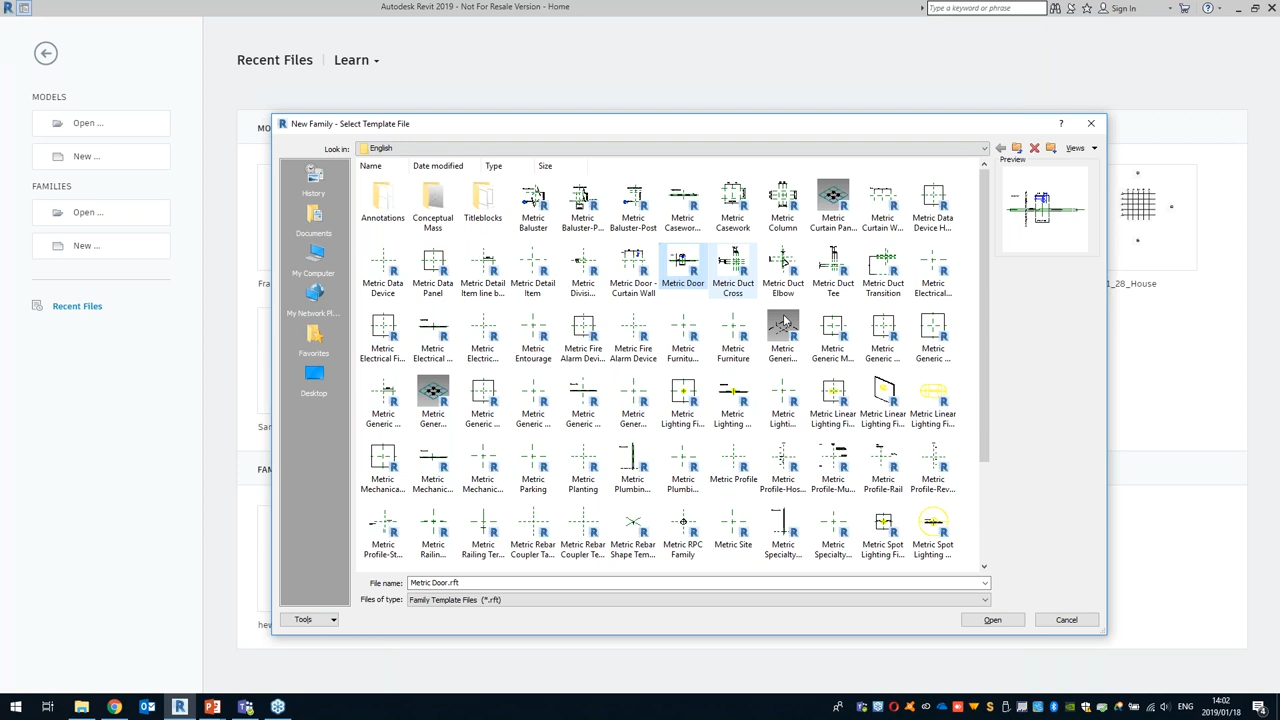 Autodesk Revit 2019 - Not For Resale Version - Home
Type a keyword or phrase
Sign In
Recent Files
Learn
MODELS
Open ...
New ...
FAMILIES
Open ...
New ...
Recent Files
New Family - Select Template File
Look in:
English
Views
Name
Date modified
Type
Size
Preview
History
Documents
My Computer
My Network Pl...
Favorites
Desktop
Annotations
Conceptual Mass
Titleblocks
Metric Baluster
Metric Baluster-P...
Metric Baluster-Post
Metric Casewor...
Metric Casework
Metric Column
Metric Curtain Pan...
Metric Curtain W...
Metric Data Device H...
Metric Data Device
Metric Data Panel
Metric Detail Item line b...
Metric Detail Item
Metric Divisi...
Metric Door - Curtain Wall
Metric Door
Metric Duct Cross
Metric Duct Elbow
Metric Duct Tee
Metric Duct Transition
Metric Electrical...
Metric Electrical Fi...
Metric Electrical ...
Metric Electric...
Metric Entourage
Metric Fire Alarm Devi...
Metric Fire Alarm Device
Metric Furnitu...
Metric Furniture
Metric Generi...
Metric Generic M...
Metric Generic ...
Metric Generic ...
Metric Generic ...
Metric Gener...
Metric Generic ...
Metric Generic ...
Metric Generic ...
Metric Gener...
Metric Lighting Fi...
Metric Lighting ...
Metric Lighti...
Metric Linear Lighting Fi...
Metric Linear Lighting Fi...
Metric Linear Lighting Fi...
Metric Mechanica...
Metric Mechanic...
Metric Mechanic...
Metric Parking
Metric Planting
Metric Plumbin...
Metric Plumbi...
Metric Profile
Metric Profile-Hos...
Metric Profile-Mu...
Metric Profile-Rail
Metric Profile-Rev...
Metric Profile-St...
Metric Railin...
Metric Railing Ter...
Metric Rebar Coupler Ta...
Metric Rebar Coupler Te...
Metric Rebar Shape Tem...
Metric RPC Family
Metric Site
Metric Specialty...
Metric Specialty...
Metric Spot Lighting Fi...
Metric Spot Lighting ...
File name:
Metric Door.rft
Files of type:
Family Template Files (*.rft)
Tools
Open
Cancel
MO
Fra
1_28_House
Sar
FA
he
ENG
14:02
2019/01/18